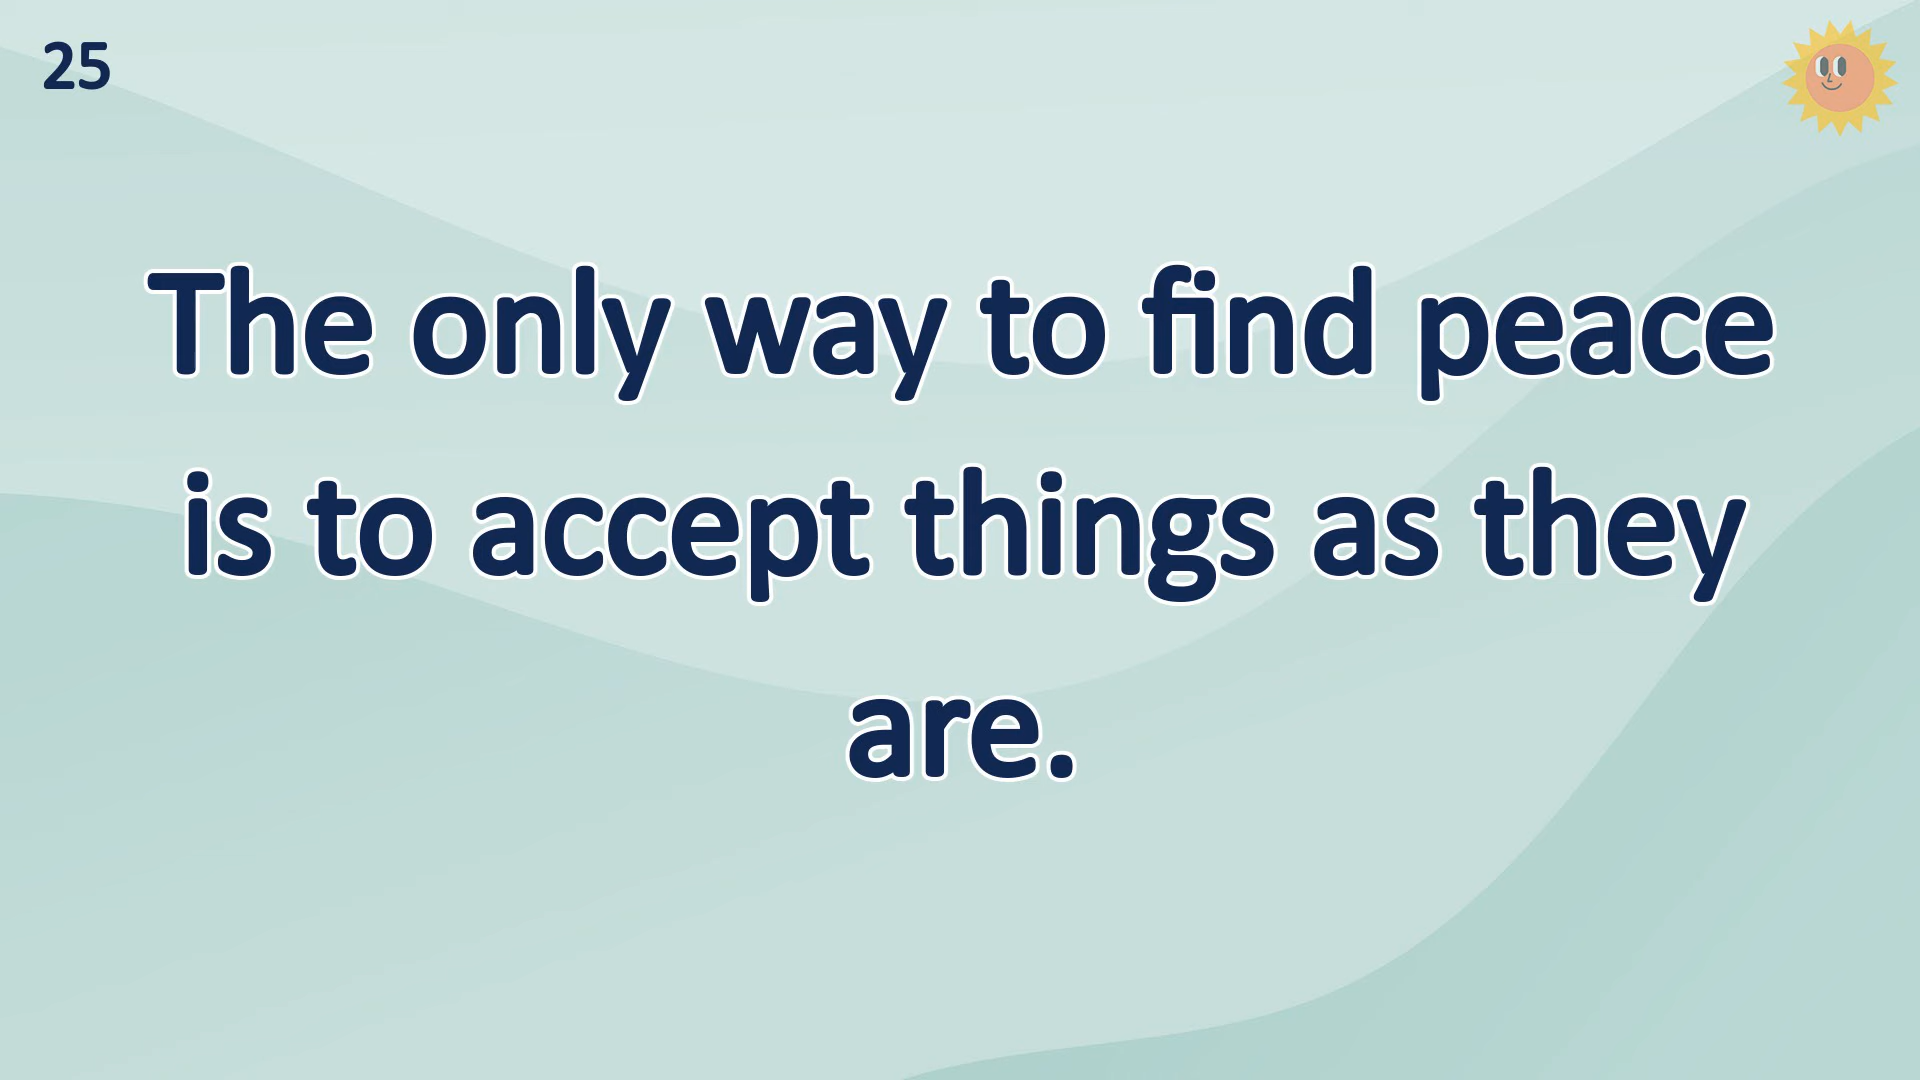 25
The only way to find peace
is to accept things as they
are.